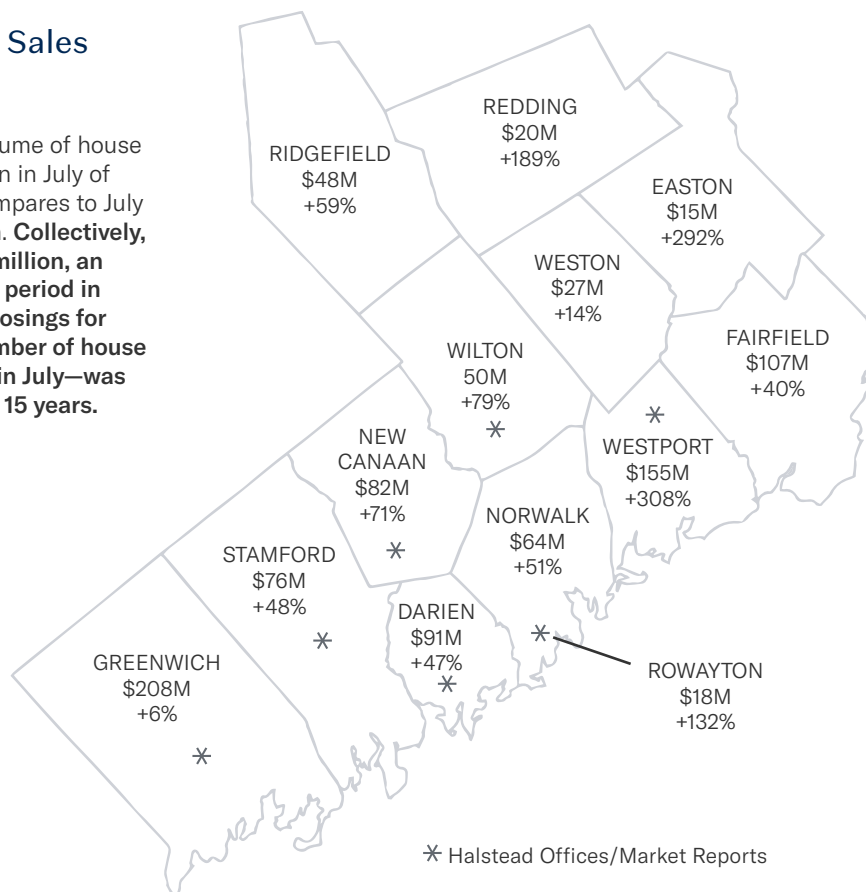 Sales
ume of house
n in July of
mpares to July
. Collectively,
million, an
period in
osings for
mber of house
in July—was
15 years.
RIDGEFIELD
$48M
+59%
REDDING
$20M
+189%
EASTON
$15M
+292%
WESTON
$27M
+14%
FAIRFIELD
$107M
+40%
WILTON
50M
+79%
WESTPORT
$155M
+308%
NEW
CANAAN
$82M
+71%
NORWALK
$64M
+51%
STAMFORD
$76M
+48%
DARIEN
$91M
+47%
GREENWICH
$208M
+6%
ROWAYTON
$18M
+132%
Halstead Offices/Market Reports